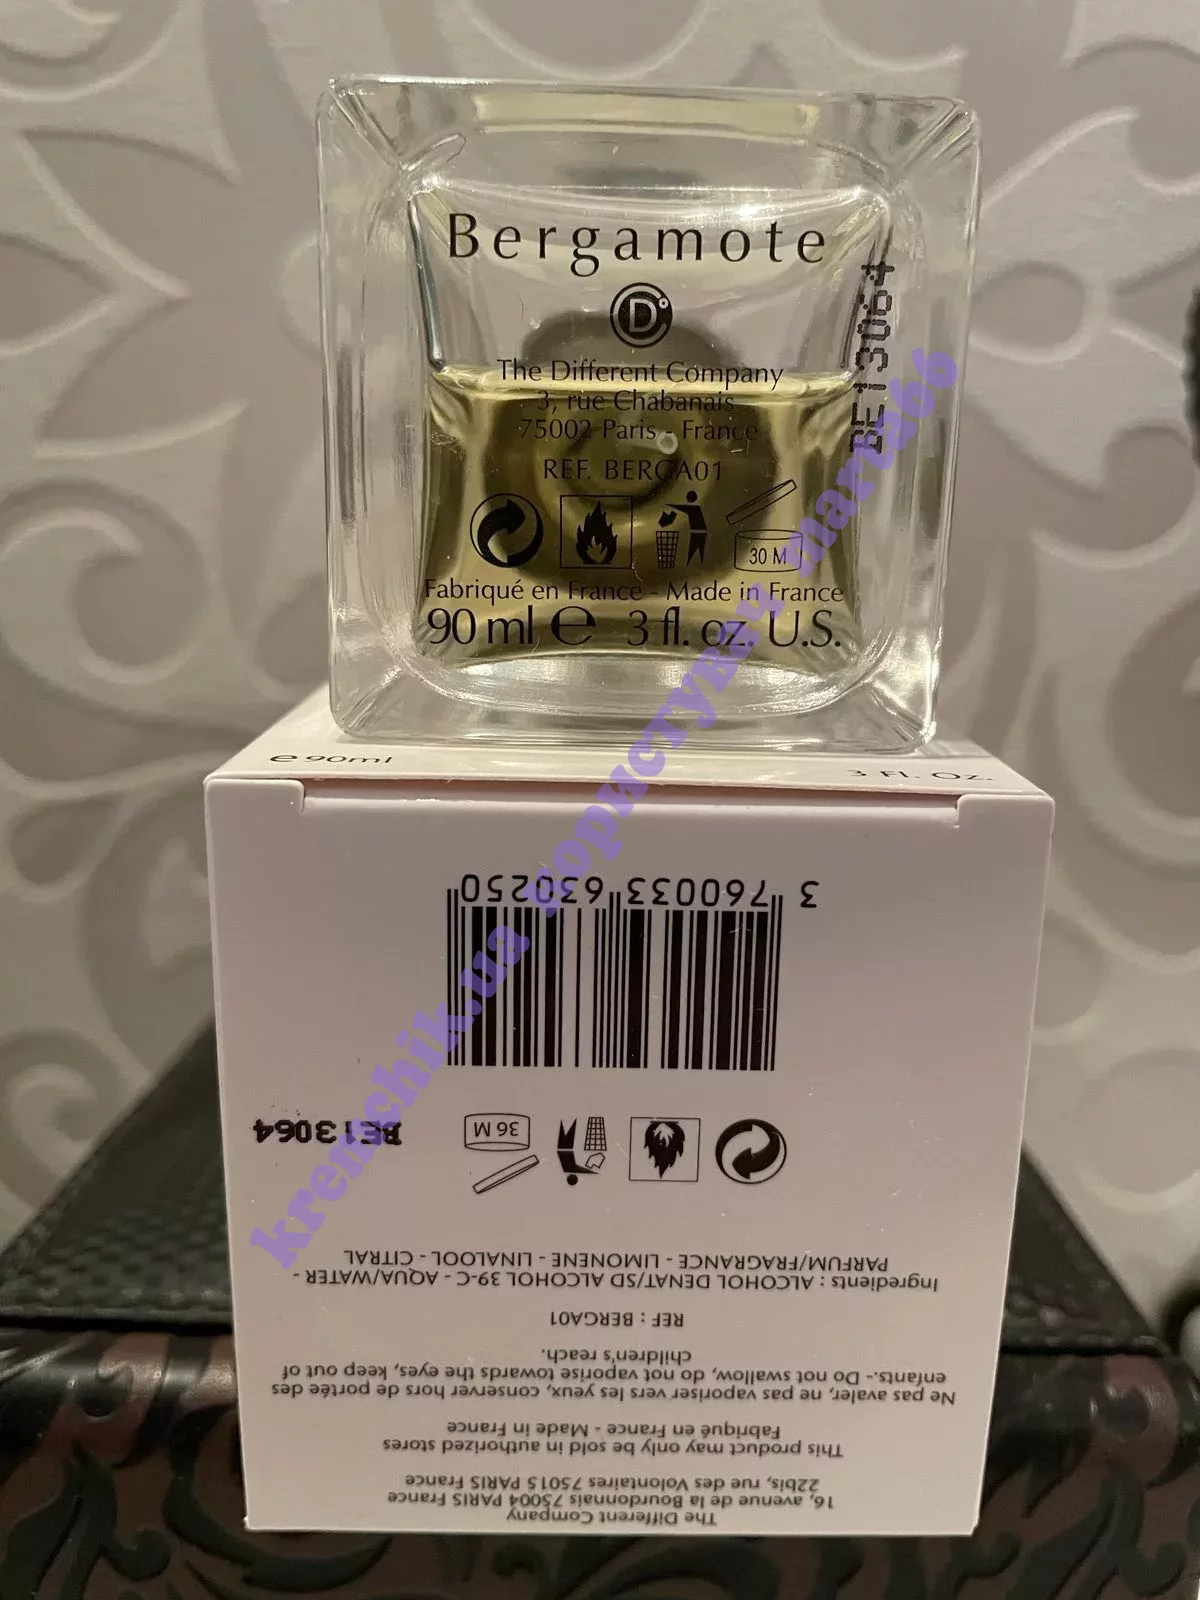 Bergamote
DC
The Different Company
3, rue Chabanais
75002 Paris - France
REF. BERGA01
30 M
Fabriqué en France - Made in France
90 ml e 3 fl. oz. U.S.
BE13064
e 90ml
3 Fl. Oz.
3 760033 630250
BE13064
36 M
Ingredients : ALCOHOL DENAT/SD ALCOHOL 39-C - AQUA/WATER -
PARFUM/FRAGRANCE - LIMONENE - LINALOOL - CITRAL
REF : BERGA01
Ne pas avaler, ne pas vaporiser vers les yeux, conserver hors de portée des
enfants.- Do not swallow, do not vaporise towards the eyes, keep out of
children's reach.
This product may only be sold in authorized stores
Fabriqué en France - Made in France
The Different Company
16, avenue de la Bourdonnais 75004 PARIS France
22bis, rue des Volontaires 75015 PARIS France
krenchik.ua користувач marta66